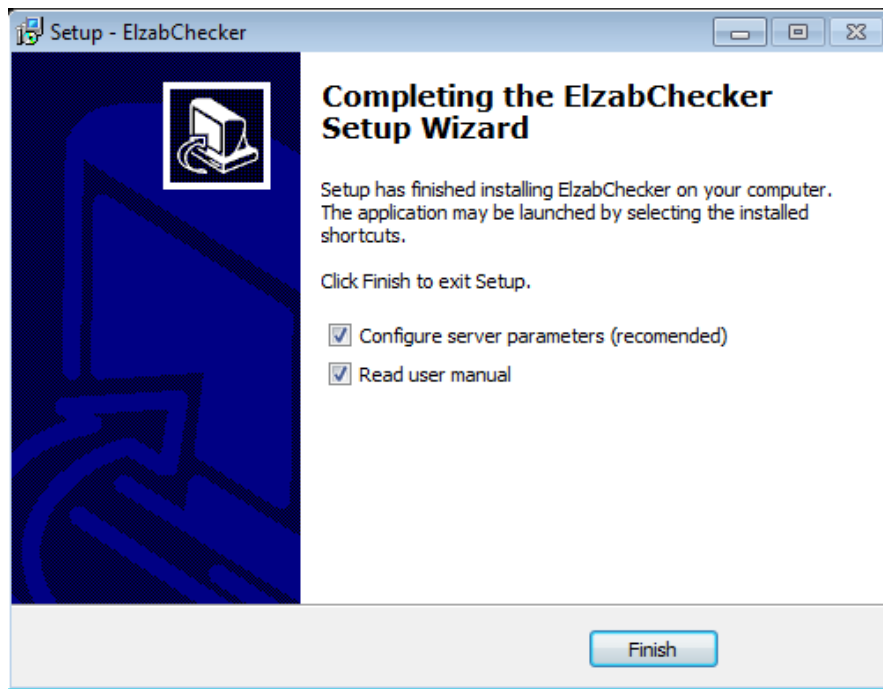 Setup - ElzabChecker
Completing the ElzabChecker
Setup Wizard
Setup has finished installing ElzabChecker on your computer.
The application may be launched by selecting the installed
shortcuts.
Click Finish to exit Setup.
Configure server parameters (recomended)
Read user manual
Finish